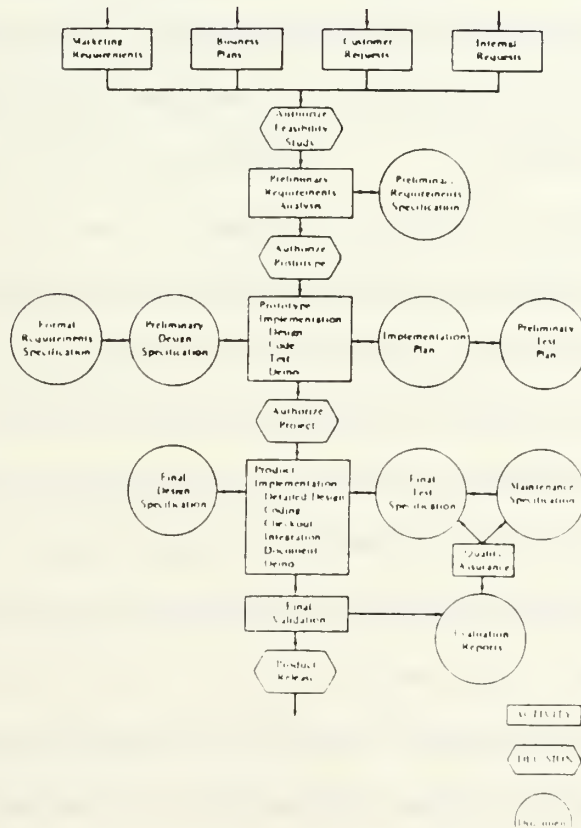 Marketing
Requirements
Business
Plans
Customer
Requests
Internal
Requests
Authorize
Feasibility
Study
Preliminary
Requirements
Analysis
Preliminary
Requirements
Specification
Authorize
Prototype
Formal
Requirements
Specification
Preliminary
Design
Specification
Prototype
Implementation
Design
Code
Test
Demo
Implementation
Plan
Preliminary
Test
Plan
Authorize
Project
Final
Design
Specification
Product
Implementation
Detailed Design
Coding
Checkout
Integration
Document
Demo
Final
Test
Specification
Maintenance
Specification
Quality
Assurance
Final
Validation
Evaluation
Reports
Product
Release
ACTIVITY
DECISION
Document